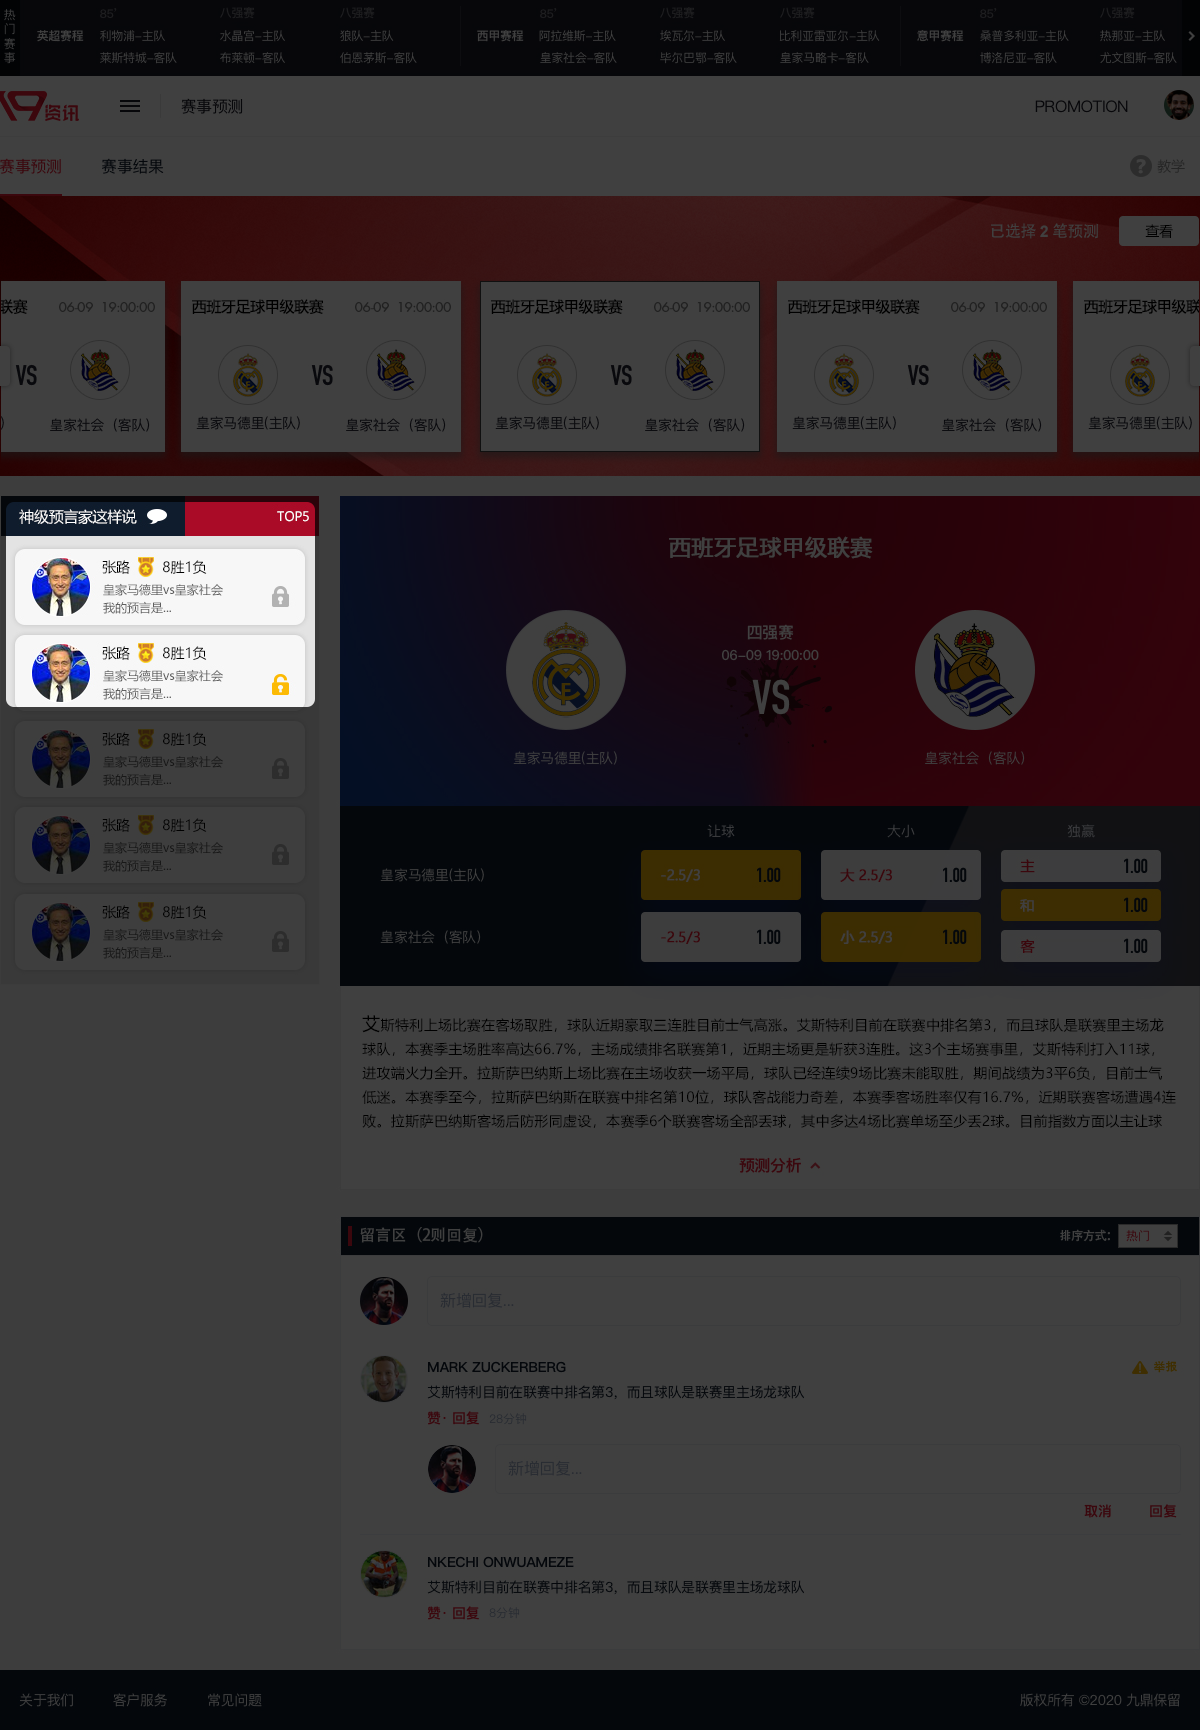 热门赛事
85'
八强赛
八强赛
85'
八强赛
八强赛
85'
八强赛
英超赛程
利物浦-主队
水晶宫-主队
狼队-主队
西甲赛程
阿拉维斯-主队
埃瓦尔-主队
比利亚雷亚尔-主队
意甲赛程
桑普多利亚-主队
热那亚-主队
莱斯特城-客队
布莱顿-客队
伯恩茅斯-客队
皇家社会-客队
毕尔巴鄂-客队
皇家马略卡-客队
博洛尼亚-客队
尤文图斯-客队
资讯
赛事预测
PROMOTION
赛事预测
赛事结果
? 教学
已选择 2 笔预测
查看
联赛
06-09 19:00:00
VS
)
皇家社会（客队）
西班牙足球甲级联赛
06-09 19:00:00
VS
皇家马德里(主队)
皇家社会（客队）
西班牙足球甲级联赛
06-09 19:00:00
VS
皇家马德里(主队)
皇家社会（客队）
西班牙足球甲级联赛
06-09 19:00:00
VS
皇家马德里(主队)
皇家社会（客队）
西班牙足球甲级联
皇家马德里(主队)
神级预言家这样说
TOP5
张路 8胜1负
皇家马德里vs皇家社会
我的预言是...
张路 8胜1负
皇家马德里vs皇家社会
我的预言是...
张路 8胜1负
皇家马德里vs皇家社会
我的预言是...
张路 8胜1负
皇家马德里vs皇家社会
我的预言是...
张路 8胜1负
皇家马德里vs皇家社会
我的预言是...
西班牙足球甲级联赛
四强赛
06-09 19:00:00
VS
皇家马德里(主队)
皇家社会（客队）
让球
大小
独赢
皇家马德里(主队)
-2.5/3 1.00
大 2.5/3 1.00
主 1.00
和 1.00
皇家社会（客队）
-2.5/3 1.00
小 2.5/3 1.00
客 1.00
艾斯特利上场比赛在客场取胜，球队近期豪取三连胜目前士气高涨。艾斯特利目前在联赛中排名第3，而且球队是联赛里主场龙
球队，本赛季主场胜率高达66.7%，主场成绩排名联赛第1，近期主场更是斩获3连胜。这3个主场赛事里，艾斯特利打入11球，
进攻端火力全开。拉斯萨巴纳斯上场比赛在主场收获一场平局，球队已经连续9场比赛未能取胜，期间战绩为3平6负，目前士气
低迷。本赛季至今，拉斯萨巴纳斯在联赛中排名第10位，球队客战能力奇差，本赛季客场胜率仅有16.7%，近期联赛客场遭遇4连
败。拉斯萨巴纳斯客场后防形同虚设，本赛季6个联赛客场全部丢球，其中多达4场比赛单场至少丢2球。目前指数方面以主让球
预测分析
留言区（2则回复）
排序方式:
热门
新增回复...
MARK ZUCKERBERG
举报
艾斯特利目前在联赛中排名第3，而且球队是联赛里主场龙球队
赞· 回复 28分钟
新增回复...
取消
回复
NKECHI ONWUAMEZE
艾斯特利目前在联赛中排名第3，而且球队是联赛里主场龙球队
赞· 回复 8分钟
关于我们
客户服务
常见问题
版权所有 ©2020 九鼎保留